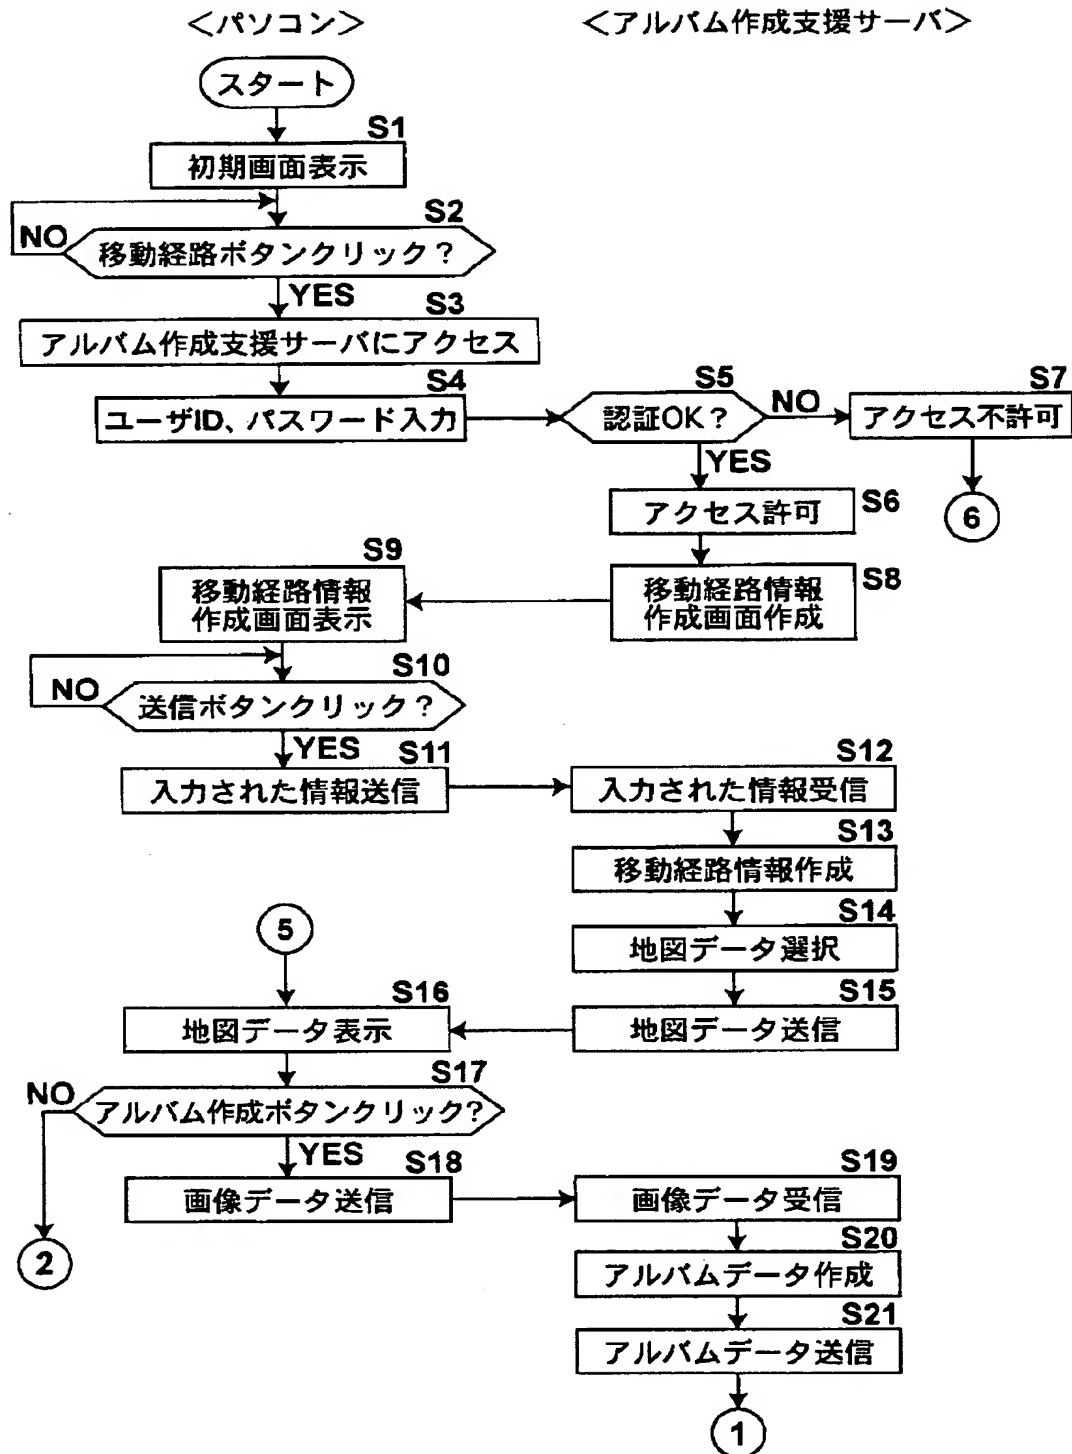 ＜パソコン＞
＜アルバム作成支援サーバ＞
スタート
S1
初期画面表示
S2
NO
移動経路ボタンクリック？
YES
S3
アルバム作成支援サーバにアクセス
S4
ユーザID、パスワード入力
S5
認証OK？
NO
S7
アクセス不許可
YES
6
アクセス許可
S6
S9
移動経路情報
作成画面表示
移動経路情報
作成画面作成
S8
S10
NO
送信ボタンクリック？
YES
S11
入力された情報送信
S12
入力された情報受信
S13
移動経路情報作成
S14
地図データ選択
5
S16
地図データ表示
S15
地図データ送信
S17
NO
アルバム作成ボタンクリック?
YES
S18
画像データ送信
S19
画像データ受信
2
S20
アルバムデータ作成
S21
アルバムデータ送信
1